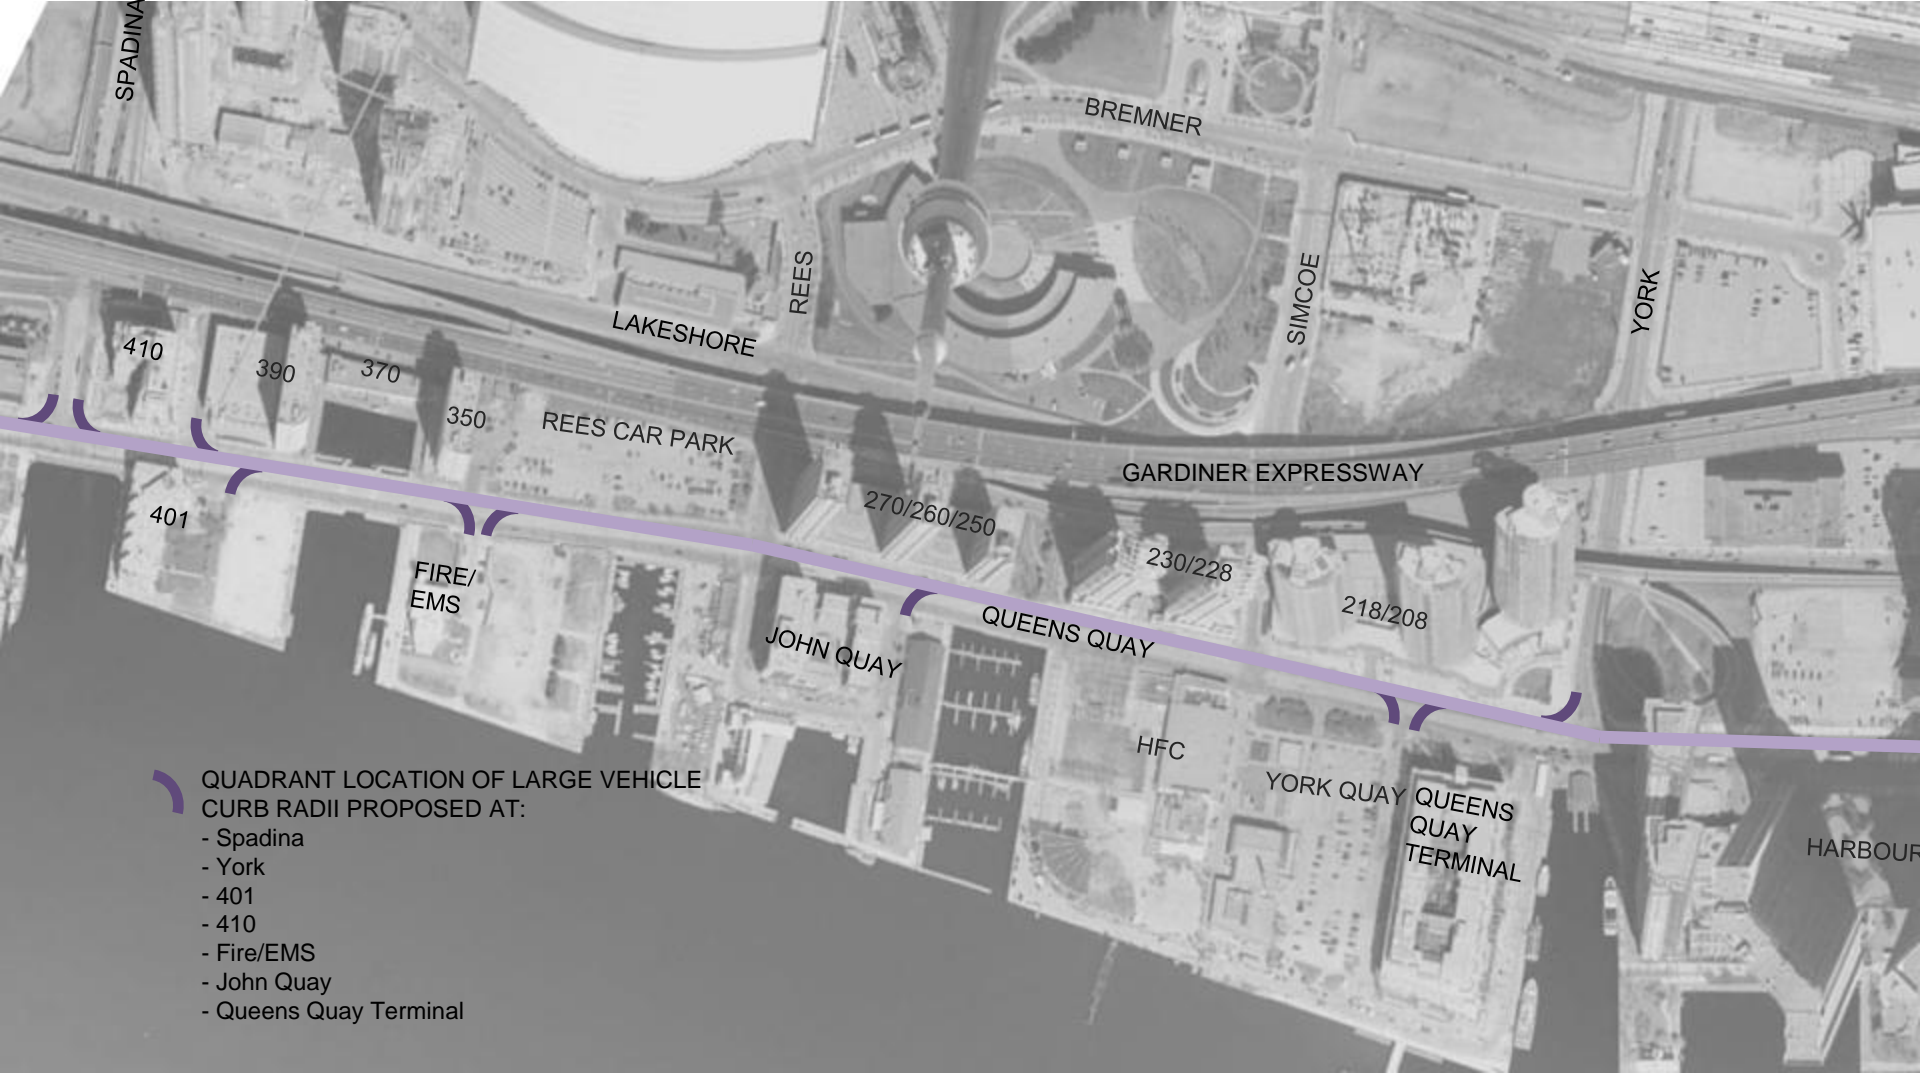 SPADINA
BREMNER
REES
SIMCOE
YORK
LAKESHORE
410
390
370
350
REES CAR PARK
GARDINER EXPRESSWAY
270/260/250
401
FIRE/
EMS
230/228
218/208
JOHN QUAY
QUEENS QUAY
HFC
YORK QUAY
QUEENS
QUAY
TERMINAL
HARBOUR
QUADRANT LOCATION OF LARGE VEHICLE
CURB RADII PROPOSED AT:
- Spadina
- York
- 401
- 410
- Fire/EMS
- John Quay
- Queens Quay Terminal